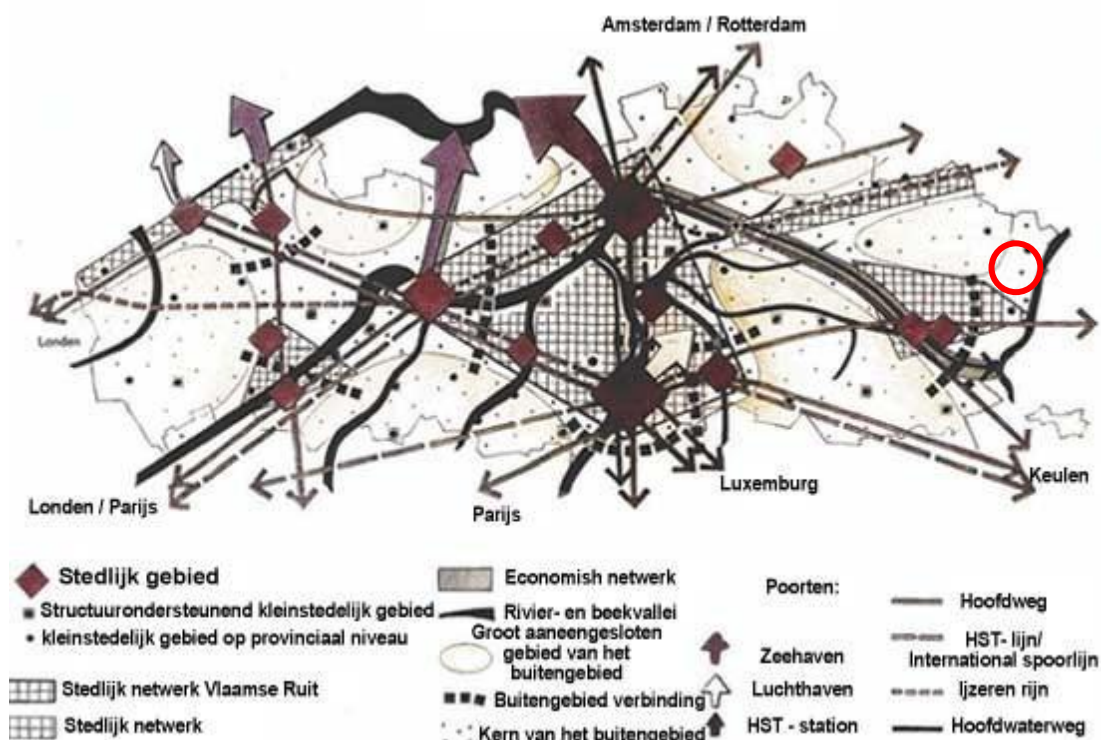 Amsterdam / Rotterdam
Londen
Londen / Parijs
Parijs
Luxemburg
Keulen
Stedlijk gebied
Structuurondersteunend kleinstedelijk gebied
kleinstedelijk gebied op provinciaal niveau
Stedlijk netwerk Vlaamse Ruit
Stedlijk netwerk
Economish netwerk
Rivier- en beekvallei
Groot aaneengesloten
gebied van het
buitengebied
Buitengebied verbinding
Kern van het buitengebied
Poorten:
Zeehaven
Luchthaven
HST - station
Hoofdweg
HST- lijn/
International spoorlijn
Ijzeren rijn
Hoofdwaterweg